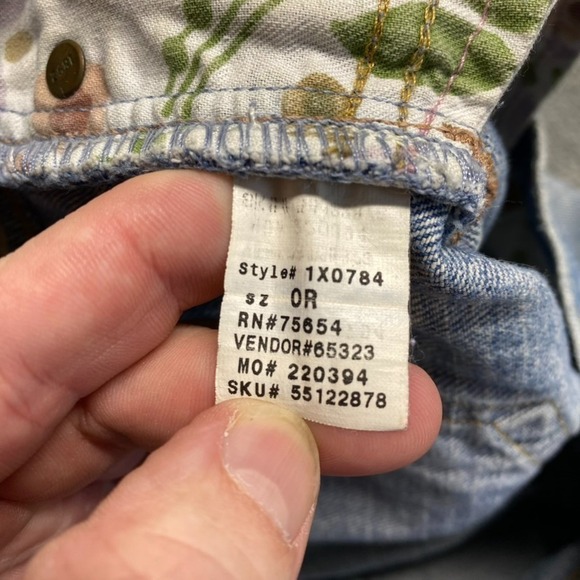 Style# 1X0784
sz 0R
RN#75654
VENDOR#65323
MO# 220394
SKU# 55122878